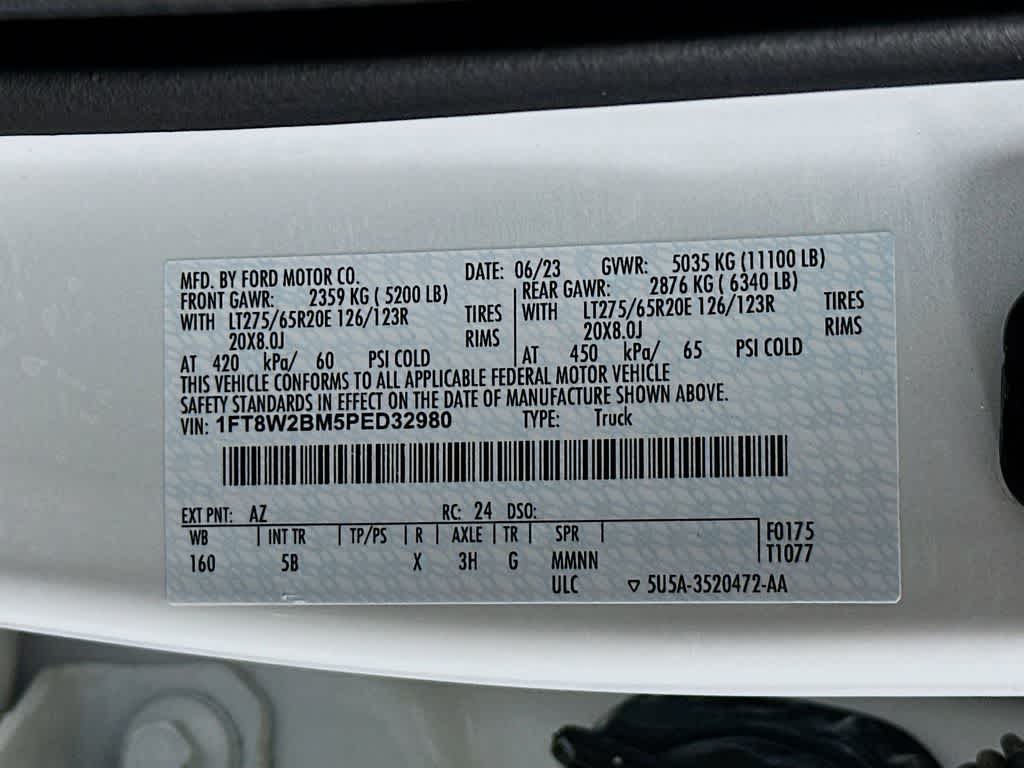 MFD. BY FORD MOTOR CO. DATE: 06/23 GVWR: 5035 KG (11100 LB)
FRONT GAWR: 2359 KG ( 5200 LB) REAR GAWR: 2876 KG ( 6340 LB)
WITH LT275/65R20E 126/123R TIRES WITH LT275/65R20E 126/123R TIRES
20X8.0J RIMS 20X8.0J RIMS
AT 420 kPa/ 60 PSI COLD AT 450 kPa/ 65 PSI COLD
THIS VEHICLE CONFORMS TO ALL APPLICABLE FEDERAL MOTOR VEHICLE
SAFETY STANDARDS IN EFFECT ON THE DATE OF MANUFACTURE SHOWN ABOVE.
VIN: 1FT8W2BM5PED32980 TYPE: Truck
EXT PNT: AZ RC: 24 DSO:
WB INT TR TP/PS R AXLE TR SPR F0175
160 5B X 3H G MMNN T1077
ULC ▽ 5U5A-3520472-AA